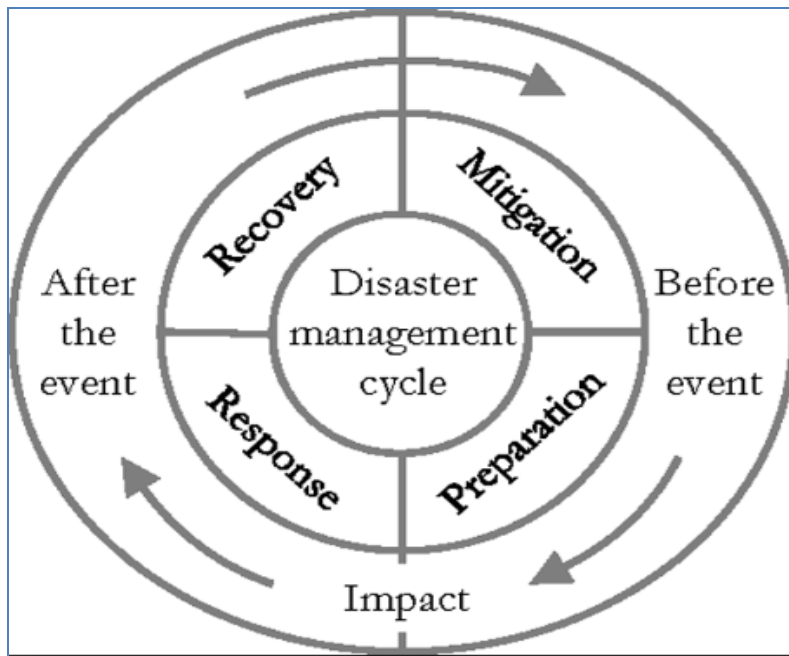 Recovery
Mitigation
After
the
event
Disaster
management
cycle
Before
the
event
Response
Preparation
Impact